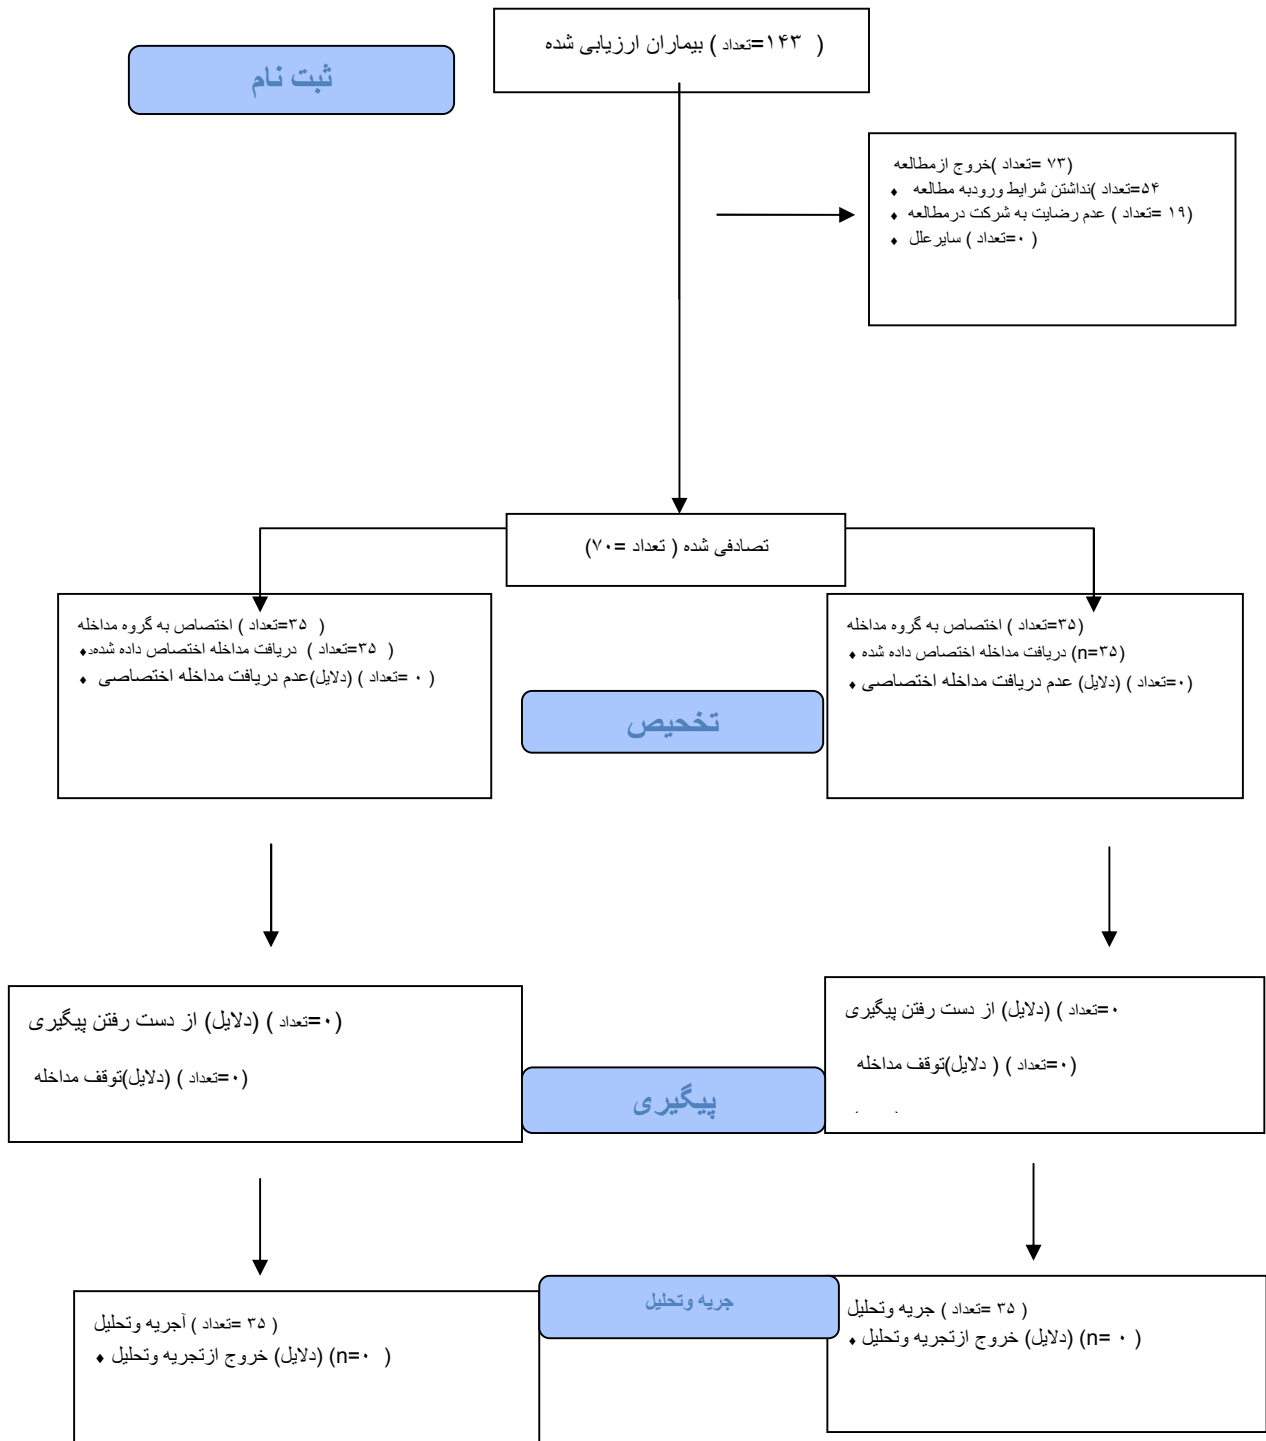 ( ۱۴۳=تعداد ) بیماران ارزیابی شده
ثبت نام
(۷۳ =تعداد )خروج ازمطالعه
۵۴=تعداد )نداشتن شرایط ورودبه مطالعه ♦
(۱۹ =تعداد ) عدم رضایت به شرکت درمطالعه ♦
( ۰=تعداد ) سایرعلل ♦
تصادفی شده ( تعداد =۷۰)
( ۳۵=تعداد ) اختصاص به گروه مداخله
( ۳۵=تعداد ) دریافت مداخله اختصاص داده شدهد♦
( ۰ =تعداد ) (دلایل)عدم دریافت مداخله اختصاصی ♦
(۳۵=تعداد ) اختصاص به گروه مداخله
(n=۳۵) دریافت مداخله اختصاص داده شده ♦
(۰=تعداد ) (دلایل) عدم دریافت مداخله اختصاصی ♦
تخحیص
(۰=تعداد ) (دلایل) از دست رفتن پیگیری
(۰=تعداد ) (دلایل)توقف مداخله
۰=تعداد ) (دلایل) از دست رفتن پیگیری
(۰=تعداد ) ( دلایل)توقف مداخله
پیگیری
جریه وتحلیل
( ۳۵ =تعداد ) آجریه وتحلیل
(n=۰ ) (دلایل) خروج ازتجریه وتحلیل ♦
( ۳۵ =تعداد ) جریه وتحلیل
(n= ۰ ) (دلایل) خروج ازتجریه وتحلیل ♦